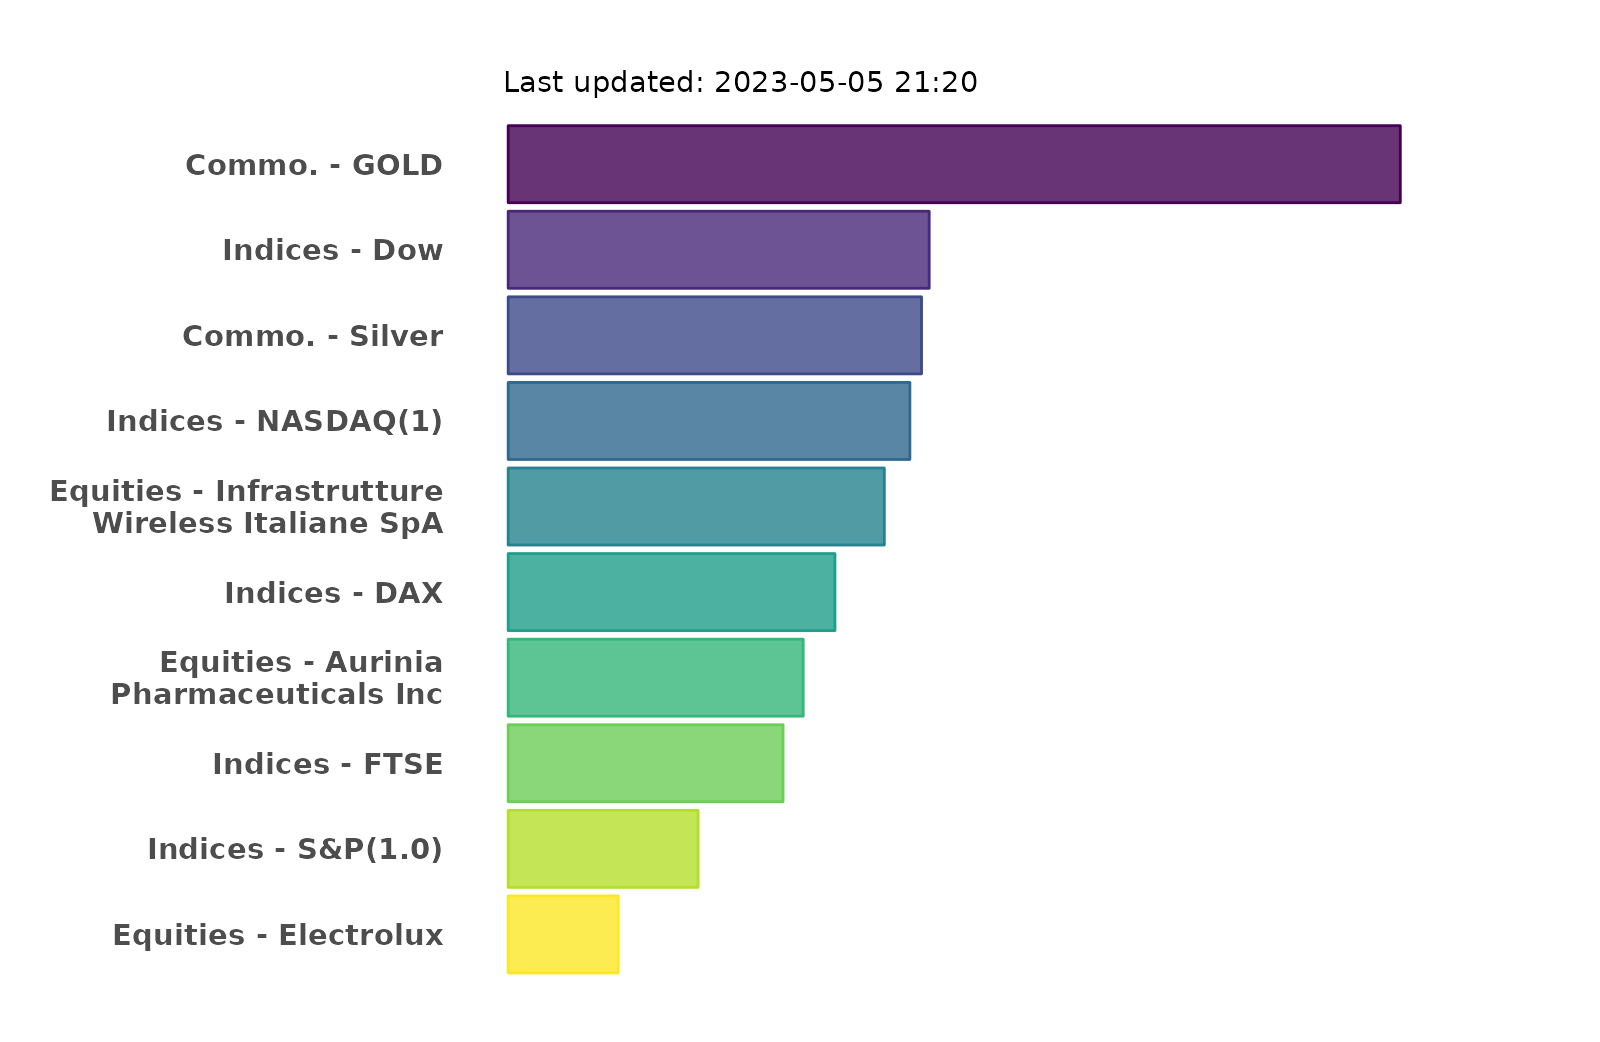 Last updated: 2023-05-05 21:20
Commo. - GOLD
Indices - Dow
Commo. - Silver
Indices - NASDAQ(1)
Equities - Infrastrutture
Wireless Italiane SpA
Indices - DAX
Equities - Aurinia
Pharmaceuticals Inc
Indices - FTSE
Indices - S&P(1.0)
Equities - Electrolux